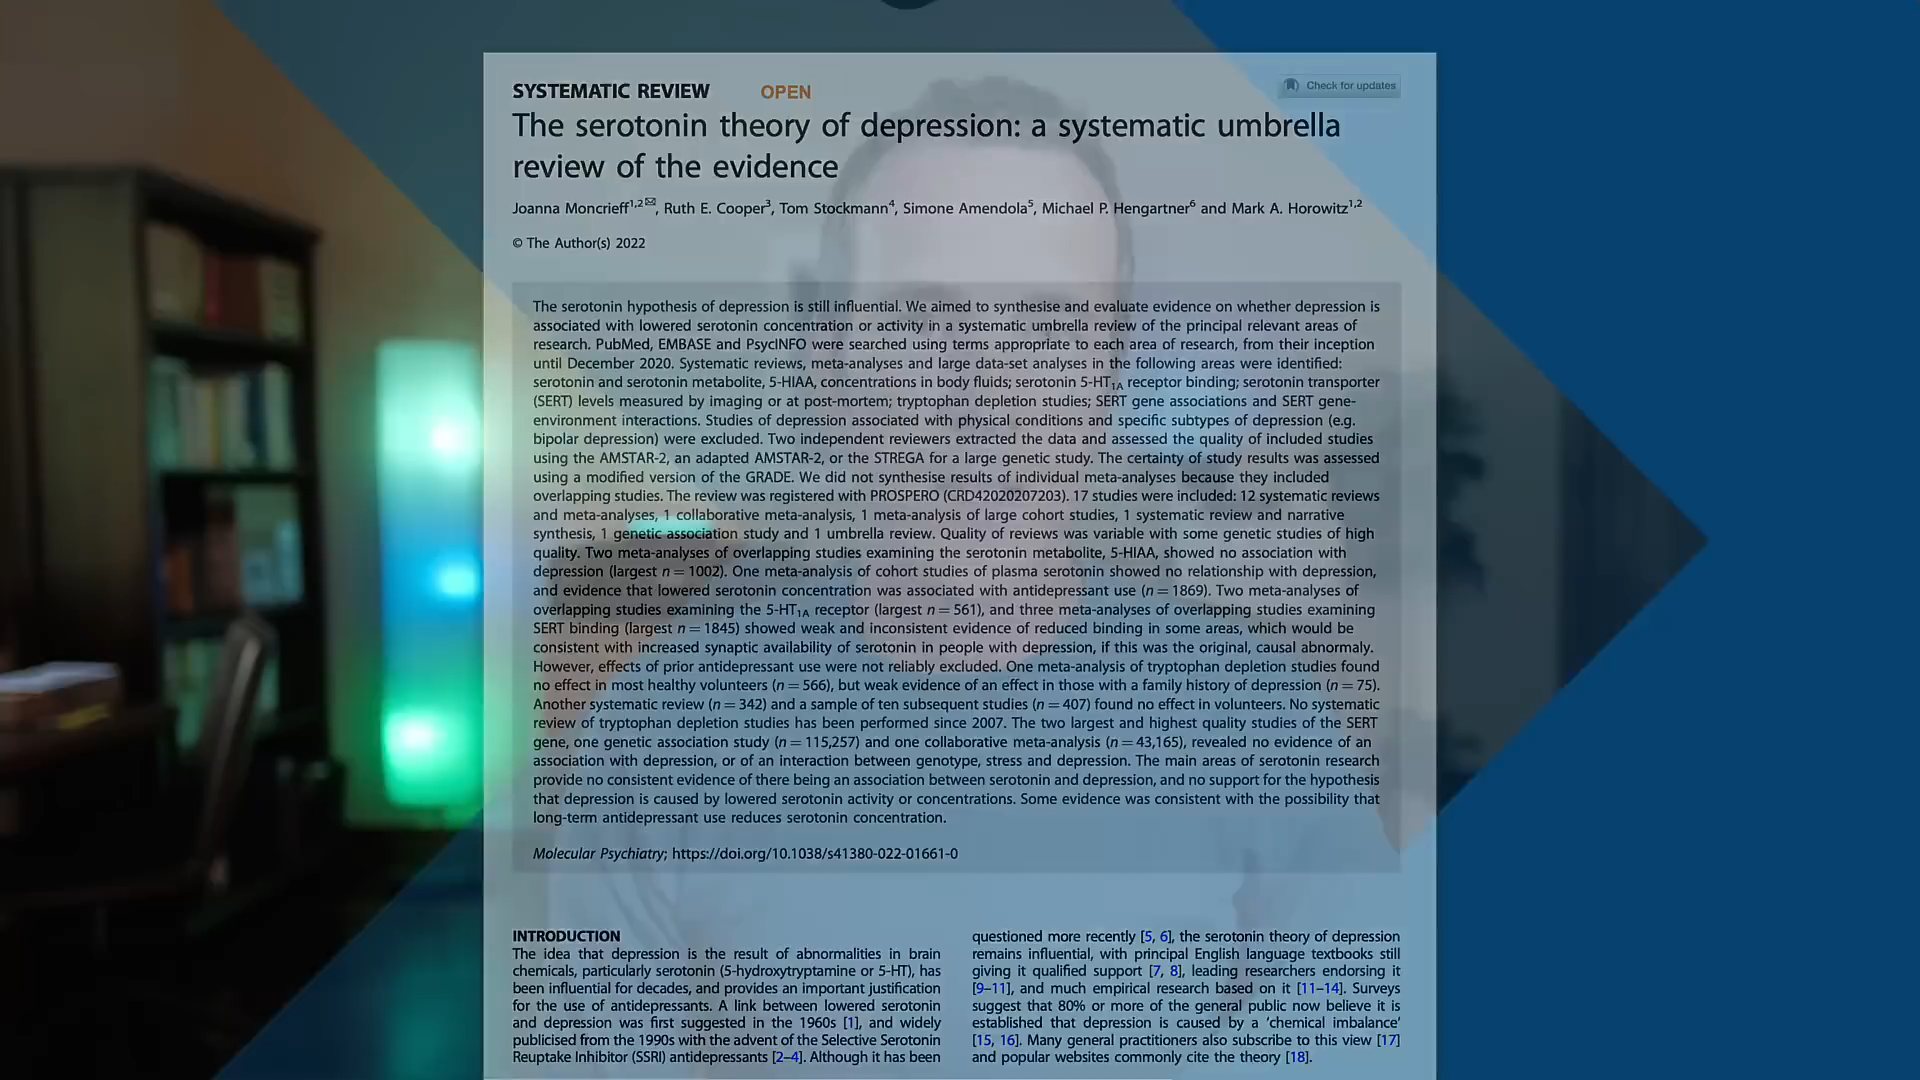 SYSTEMATIC REVIEW OPEN
Check for updates
The serotonin theory of depression: a systematic umbrella
review of the evidence
Joanna Moncrieff1,2✉, Ruth E. Cooper3, Tom Stockmann4, Simone Amendola5, Michael P. Hengartner6 and Mark A. Horowitz1,2
© The Author(s) 2022
The serotonin hypothesis of depression is still influential. We aimed to synthesise and evaluate evidence on whether depression is
associated with lowered serotonin concentration or activity in a systematic umbrella review of the principal relevant areas of
research. PubMed, EMBASE and PsycINFO were searched using terms appropriate to each area of research, from their inception
until December 2020. Systematic reviews, meta-analyses and large data-set analyses in the following areas were identified:
serotonin and serotonin metabolite, 5-HIAA, concentrations in body fluids; serotonin 5-HT1A receptor binding; serotonin transporter
(SERT) levels measured by imaging or at post-mortem; tryptophan depletion studies; SERT gene associations and SERT gene-
environment interactions. Studies of depression associated with physical conditions and specific subtypes of depression (e.g.
bipolar depression) were excluded. Two independent reviewers extracted the data and assessed the quality of included studies
using the AMSTAR-2, an adapted AMSTAR-2, or the STREGA for a large genetic study. The certainty of study results was assessed
using a modified version of the GRADE. We did not synthesise results of individual meta-analyses because they included
overlapping studies. The review was registered with PROSPERO (CRD42020207203). 17 studies were included: 12 systematic reviews
and meta-analyses, 1 collaborative meta-analysis, 1 meta-analysis of large cohort studies, 1 systematic review and narrative
synthesis, 1 genetic association study and 1 umbrella review. Quality of reviews was variable with some genetic studies of high
quality. Two meta-analyses of overlapping studies examining the serotonin metabolite, 5-HIAA, showed no association with
depression (largest n = 1002). One meta-analysis of cohort studies of plasma serotonin showed no relationship with depression,
and evidence that lowered serotonin concentration was associated with antidepressant use (n = 1869). Two meta-analyses of
overlapping studies examining the 5-HT1A receptor (largest n = 561), and three meta-analyses of overlapping studies examining
SERT binding (largest n = 1845) showed weak and inconsistent evidence of reduced binding in some areas, which would be
consistent with increased synaptic availability of serotonin in people with depression, if this was the original, causal abnormaly.
However, effects of prior antidepressant use were not reliably excluded. One meta-analysis of tryptophan depletion studies found
no effect in most healthy volunteers (n = 566), but weak evidence of an effect in those with a family history of depression (n = 75).
Another systematic review (n = 342) and a sample of ten subsequent studies (n = 407) found no effect in volunteers. No systematic
review of tryptophan depletion studies has been performed since 2007. The two largest and highest quality studies of the SERT
gene, one genetic association study (n = 115,257) and one collaborative meta-analysis (n = 43,165), revealed no evidence of an
association with depression, or of an interaction between genotype, stress and depression. The main areas of serotonin research
provide no consistent evidence of there being an association between serotonin and depression, and no support for the hypothesis
that depression is caused by lowered serotonin activity or concentrations. Some evidence was consistent with the possibility that
long-term antidepressant use reduces serotonin concentration.
Molecular Psychiatry; https://doi.org/10.1038/s41380-022-01661-0
INTRODUCTION
The idea that depression is the result of abnormalities in brain
chemicals, particularly serotonin (5-hydroxytryptamine or 5-HT), has
been influential for decades, and provides an important justification
for the use of antidepressants. A link between lowered serotonin
and depression was first suggested in the 1960s [1], and widely
publicised from the 1990s with the advent of the Selective Serotonin
Reuptake Inhibitor (SSRI) antidepressants [2–4]. Although it has been
questioned more recently [5, 6], the serotonin theory of depression
remains influential, with principal English language textbooks still
giving it qualified support [7, 8], leading researchers endorsing it
[9–11], and much empirical research based on it [11–14]. Surveys
suggest that 80% or more of the general public now believe it is
established that depression is caused by a ‘chemical imbalance’
[15, 16]. Many general practitioners also subscribe to this view [17]
and popular websites commonly cite the theory [18].